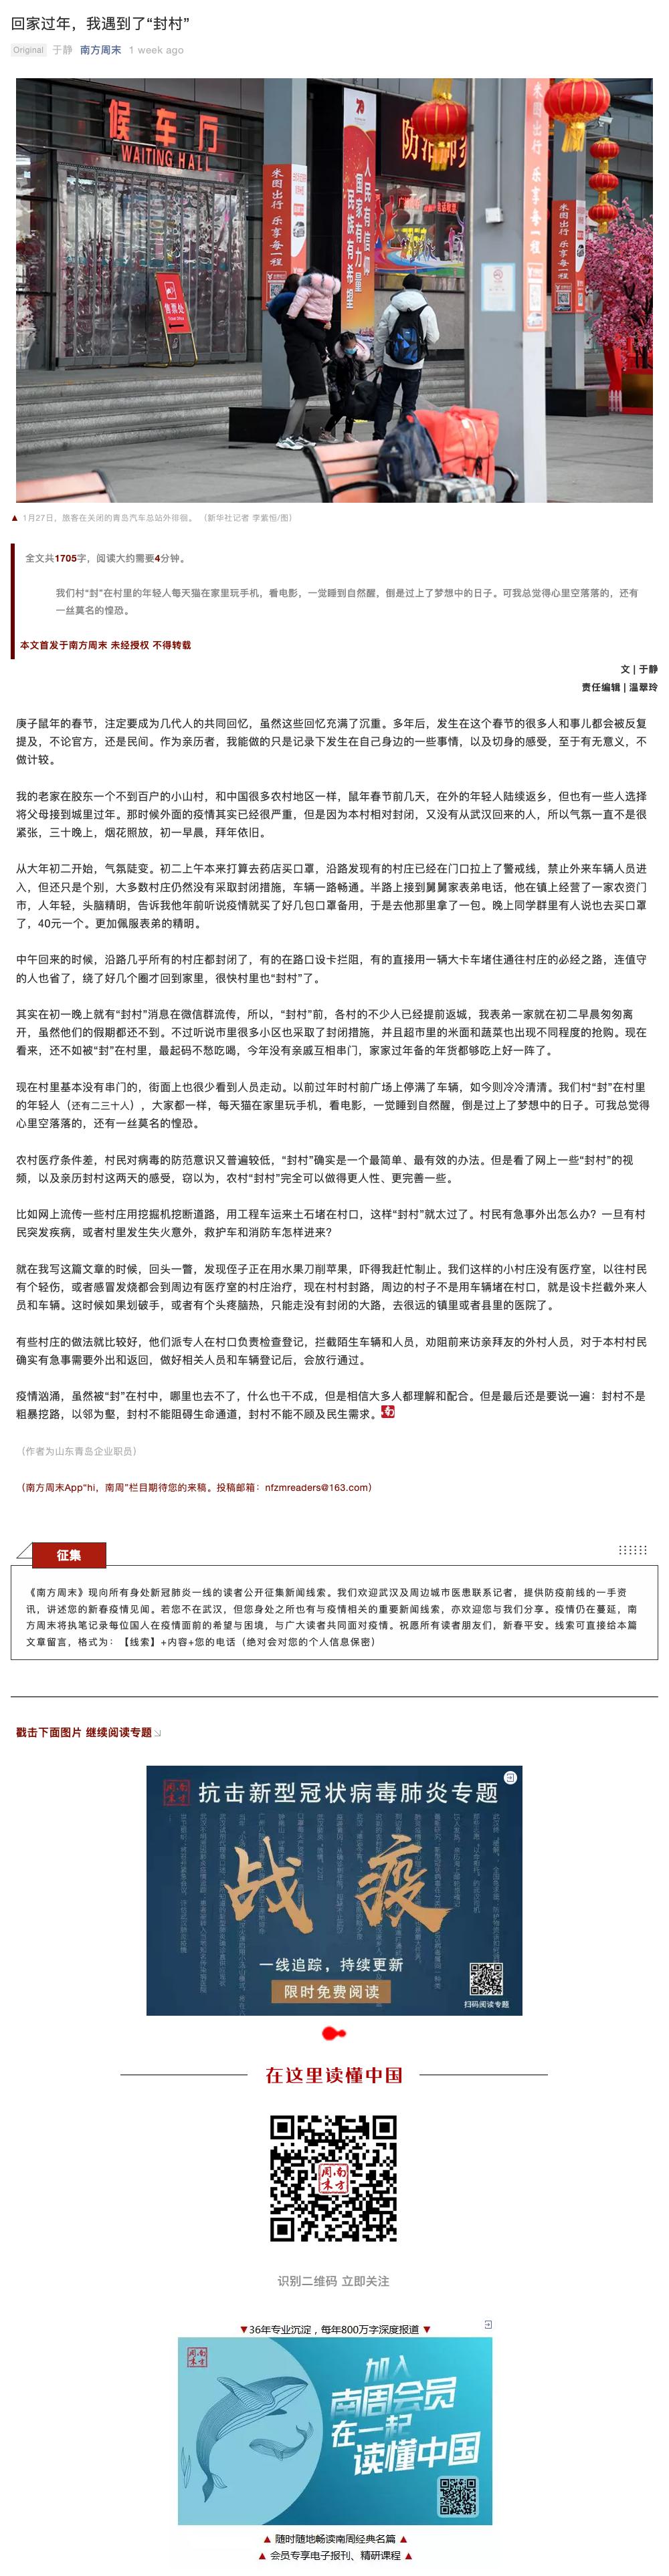 回家过年，我遇到了“封村”
Original 于静 南方周末 1 week ago
候车厅
WAITING HALL
售票处
人民有信仰
国家有力量
民族有希望
米图出行 乐享每一程
米图出行 乐享每一程
米图出行 乐享每一程
▲ 1月27日，旅客在关闭的青岛汽车总站外徘徊。（新华社记者 李紫恒/图）
全文共1705字，阅读大约需要4分钟。
我们村“封”在村里的年轻人每天猫在家里玩手机，看电影，一觉睡到自然醒，倒是过上了梦想中的日子。可我总觉得心里空落落的，还有
一丝莫名的惶恐。
本文首发于南方周末 未经授权 不得转载
文 | 于静
责任编辑 | 温翠玲
庚子鼠年的春节，注定要成为几代人的共同回忆，虽然这些回忆充满了沉重。多年后，发生在这个春节的很多人和事儿都会被反复
提及，不论官方，还是民间。作为亲历者，我能做的只是记录下发生在自己身边的一些事情，以及切身的感受，至于有无意义，不
做计较。
我的老家在胶东一个不到百户的小山村，和中国很多农村地区一样，鼠年春节前几天，在外的年轻人陆续返乡，但也有一些人选择
将父母接到城里过年。那时候外面的疫情其实已经很严重，但是因为本村相对封闭，又没有从武汉回来的人，所以气氛一直不是很
紧张，三十晚上，烟花照放，初一早晨，拜年依旧。
从大年初二开始，气氛陡变。初二上午本来打算去药店买口罩，沿路发现有的村庄已经在门口拉上了警戒线，禁止外来车辆人员进
入，但还只是个别，大多数村庄仍然没有采取封闭措施，车辆一路畅通。半路上接到舅舅家表弟电话，他在镇上经营了一家农资门
市，人年轻，头脑精明，告诉我他年前听说疫情就买了好几包口罩备用，于是去他那里拿了一包。晚上同学群里有人说也去买口罩
了，40元一个。更加佩服表弟的精明。
中午回来的时候，沿路几乎所有的村庄都封闭了，有的在路口设卡拦阻，有的直接用一辆大卡车堵住通往村庄的必经之路，连值守
的人也省了，绕了好几个圈才回到家里，很快村里也“封村”了。
其实在初一晚上就有“封村”消息在微信群流传，所以，“封村”前，各村的不少人已经提前返城，我表弟一家就在初二早晨匆匆离
开，虽然他们的假期都还不到。不过听说市里很多小区也采取了封闭措施，并且超市里的米面和蔬菜也出现不同程度的抢购。现在
看来，还不如被“封”在村里，最起码不愁吃喝，今年没有亲戚互相串门，家家过年备的年货都够吃上好一阵了。
现在村里基本没有串门的，街面上也很少看到人员走动。以前过年时村前广场上停满了车辆，如今则冷冷清清。我们村“封”在村里
的年轻人（还有二三十人），大家都一样，每天猫在家里玩手机，看电影，一觉睡到自然醒，倒是过上了梦想中的日子。可我总觉得
心里空落落的，还有一丝莫名的惶恐。
农村医疗条件差，村民对病毒的防范意识又普遍较低，“封村”确实是一个最简单、最有效的办法。但是看了网上一些“封村”的视
频，以及亲历封村这两天的感受，窃以为，农村“封村”完全可以做得更人性、更完善一些。
比如网上流传一些村庄用挖掘机挖断道路，用工程车运来土石堵在村口，这样“封村”就太过了。村民有急事外出怎么办？一旦有村
民突发疾病，或者村里发生失火意外，救护车和消防车怎样进来？
就在我写这篇文章的时候，回头一瞥，发现侄子正在用水果刀削苹果，吓得我赶忙制止。我们这样的小村庄没有医疗室，以往村民
有个轻伤，或者感冒发烧都会到周边有医疗室的村庄治疗，现在村村封路，周边的村子不是用车辆堵在村口，就是设卡拦截外来人
员和车辆。这时候如果划破手，或者有个头疼脑热，只能走没有封闭的大路，去很远的镇里或者县里的医院了。
有些村庄的做法就比较好，他们派专人在村口负责检查登记，拦截陌生车辆和人员，劝阻前来访亲拜友的外村人员，对于本村村民
确实有急事需要外出和返回，做好相关人员和车辆登记后，会放行通过。
疫情汹涌，虽然被“封”在村中，哪里也去不了，什么也干不成，但是相信大多人都理解和配合。但是最后还是要说一遍：封村不是
粗暴挖路，以邻为壑，封村不能阻碍生命通道，封村不能不顾及民生需求。
（作者为山东青岛企业职员）
（南方周末App“hi，南周”栏目期待您的来稿。投稿邮箱：nfzmreaders@163.com）
征集
《南方周末》现向所有身处新冠肺炎一线的读者公开征集新闻线索。我们欢迎武汉及周边城市医患联系记者，提供防疫前线的一手资
讯，讲述您的新春疫情见闻。若您不在武汉，但您身处之所也有与疫情相关的重要新闻线索，亦欢迎您与我们分享。疫情仍在蔓延，南
方周末将执笔记录每位国人在疫情面前的希望与困境，与广大读者共同面对疫情。祝愿所有读者朋友们，新春平安。线索可直接给本篇
文章留言，格式为：【线索】+内容+您的电话（绝对会对您的个人信息保密）
戳击下面图片 继续阅读专题
南方周末 抗击新型冠状病毒肺炎专题
战疫
一线追踪，持续更新
限时免费阅读
扫码阅读专题
在这里读懂中国
南方周末
识别二维码 立即关注
▼36年专业沉淀，每年800万字深度报道▼
南方周末
加入
南周会员
在一起
读懂中国
▲ 随时随地畅读南周经典名篇 ▲
▲ 会员专享电子报刊、精研课程 ▲